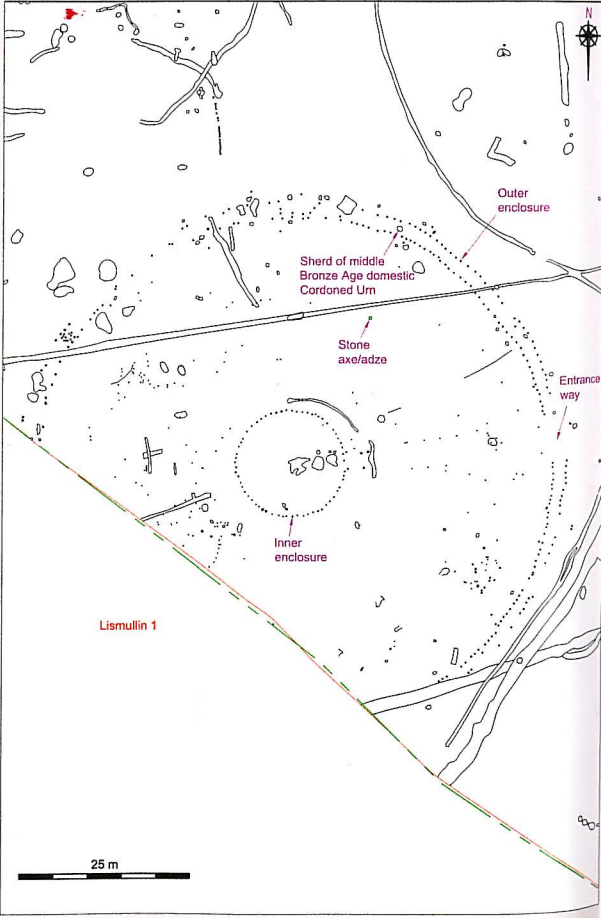 N
Outer
enclosure
Sherd of middle
Bronze Age domestic
Cordoned Urn
Stone
axe/adze
Entrance
way
Inner
enclosure
Lismullin 1
25 m